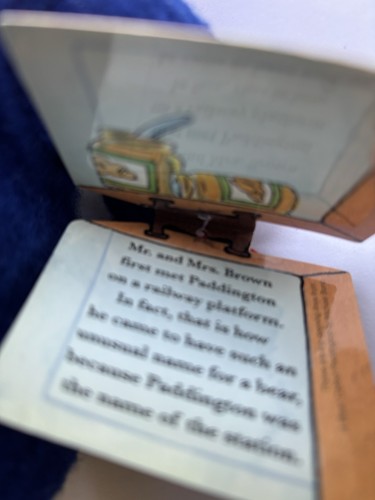 Mr. and Mrs. Brown
first met Paddington
on a railway platform.
In fact, that is how
he came to have such an
unusual name for a bear,
because Paddington was
the name of the station.